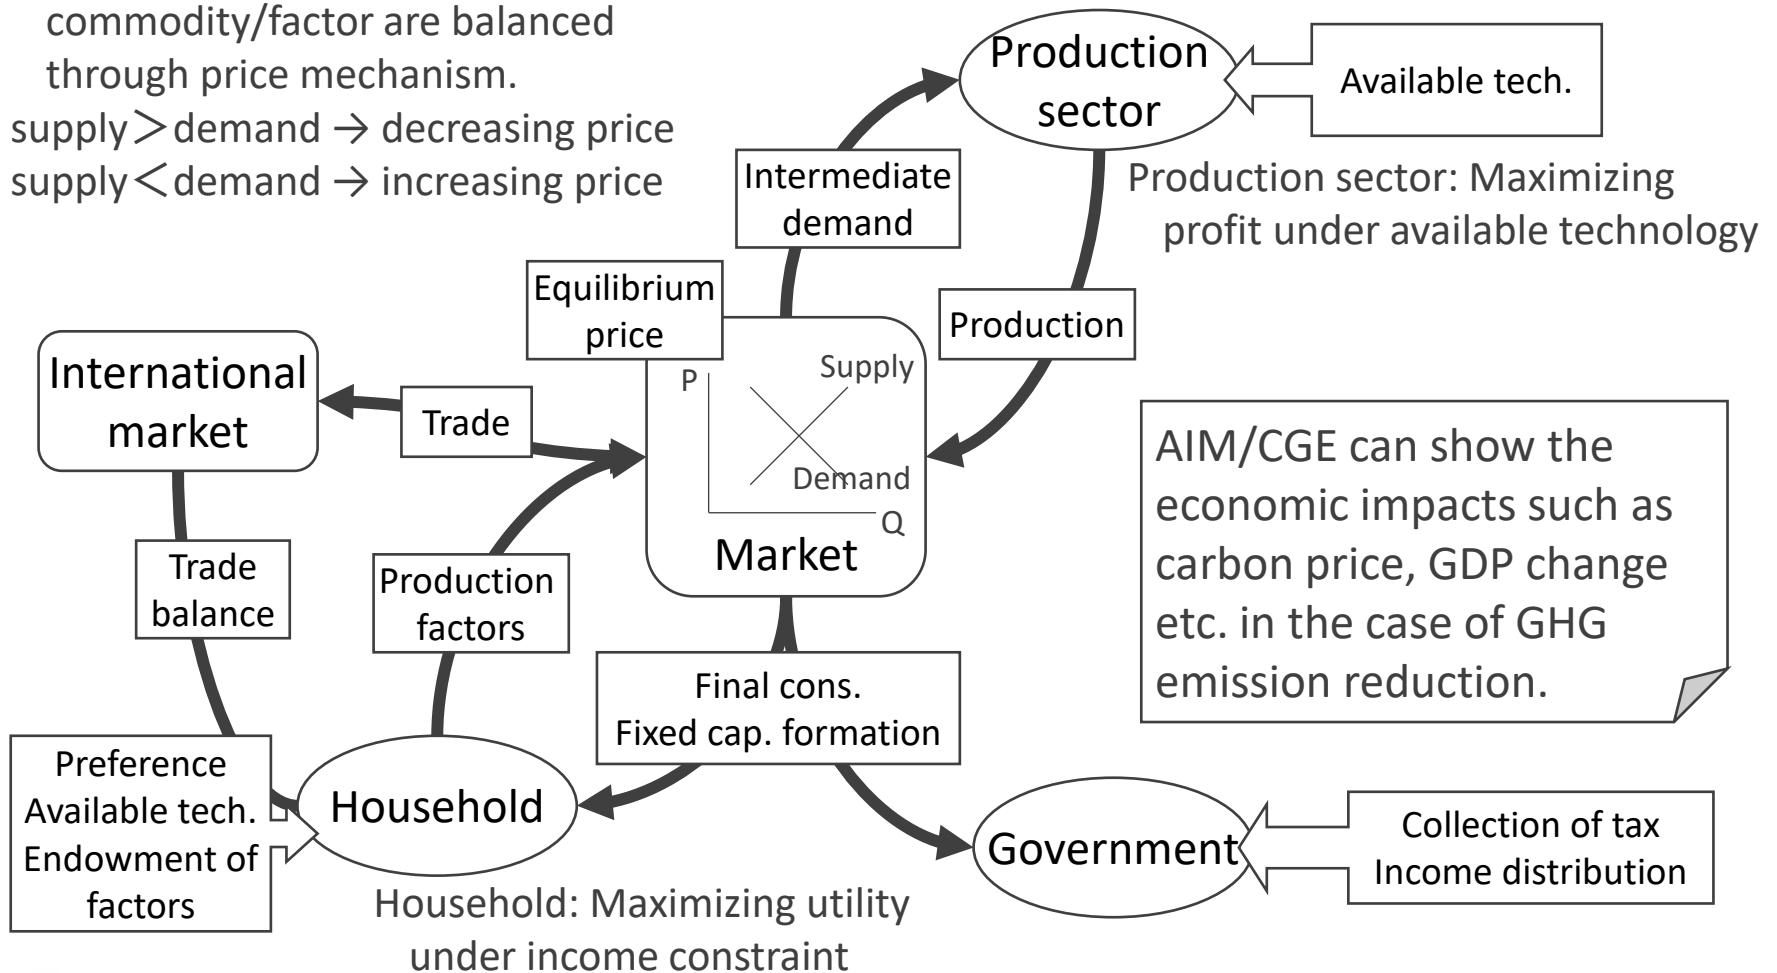 commodity/factor are balanced
through price mechanism.
supply＞demand → decreasing price
supply＜demand → increasing price
Production
sector
Available tech.
Intermediate
demand
Production sector: Maximizing
profit under available technology
Equilibrium
price
Production
International
market
Trade
P
Supply
Demand
Q
Market
AIM/CGE can show the
economic impacts such as
carbon price, GDP change
etc. in the case of GHG
emission reduction.
Trade
balance
Production
factors
Final cons.
Fixed cap. formation
Preference
Available tech.
Endowment of
factors
Household
Government
Collection of tax
Income distribution
Household: Maximizing utility
under income constraint